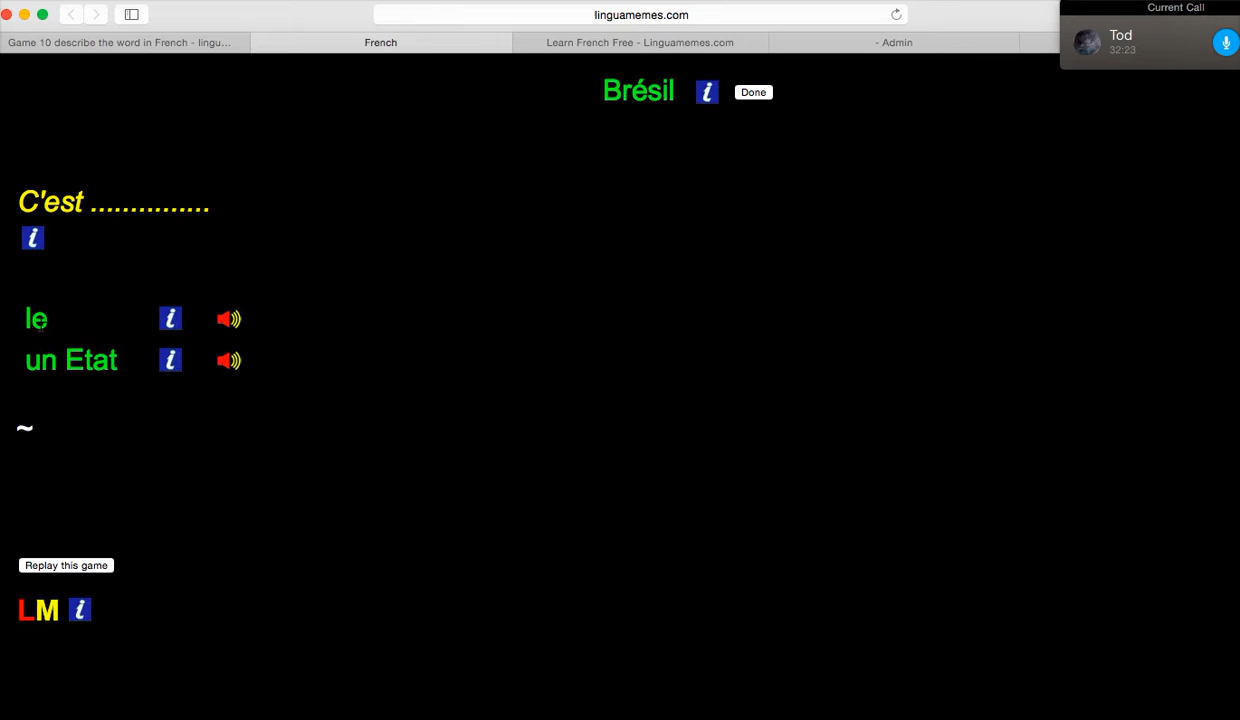 linguamemes.com
Current Call
Tod
32:23
Game 10 describe the word in French - lingu...
French
Learn French Free - Linguamemes.com
- Admin
Brésil
Done
C'est ...............
le
un Etat
~
Replay this game
LM